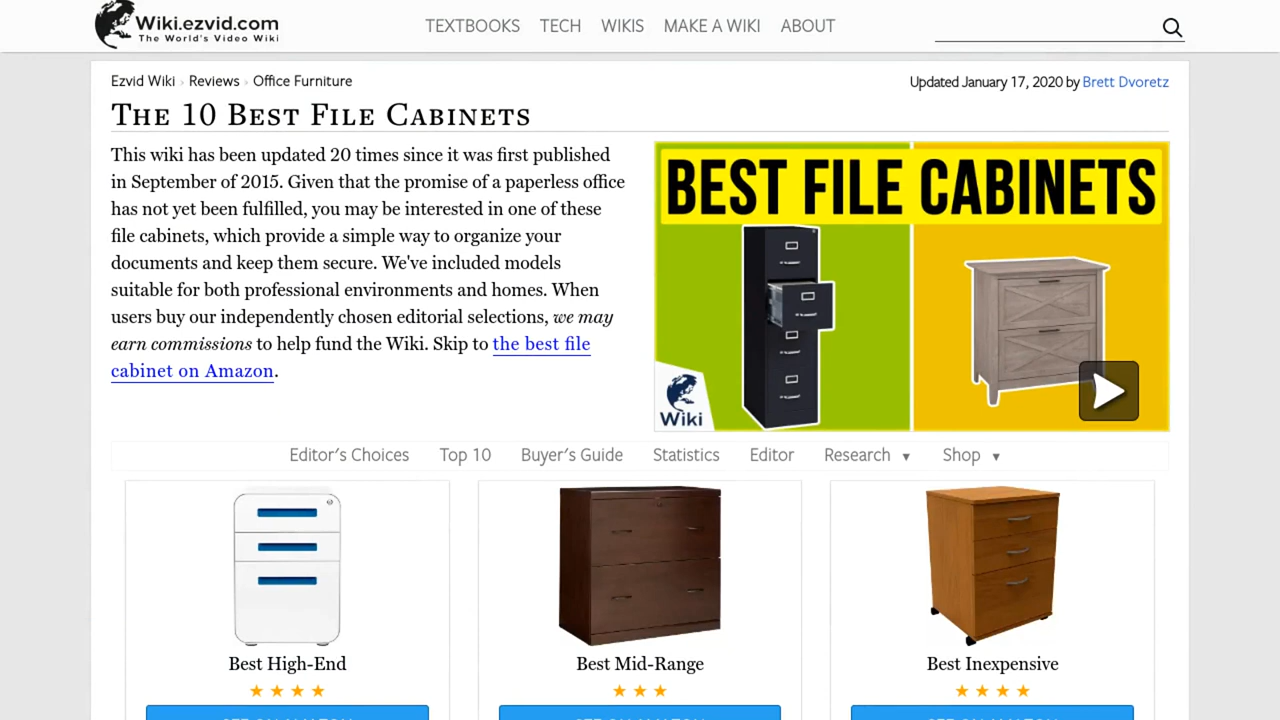 Wiki.ezvid.com
The World's Video Wiki
TEXTBOOKS TECH WIKIS MAKE A WIKI ABOUT
Ezvid Wiki › Reviews › Office Furniture
Updated January 17, 2020 by Brett Dvoretz
The 10 Best File Cabinets
This wiki has been updated 20 times since it was first published
in September of 2015. Given that the promise of a paperless office
has not yet been fulfilled, you may be interested in one of these
file cabinets, which provide a simple way to organize your
documents and keep them secure. We've included models
suitable for both professional environments and homes. When
users buy our independently chosen editorial selections, we may
earn commissions to help fund the Wiki. Skip to the best file
cabinet on Amazon.
BEST FILE CABINETS
Wiki
Editor's Choices Top 10 Buyer's Guide Statistics Editor Research ▼ Shop ▼
Best High-End Best Mid-Range Best Inexpensive